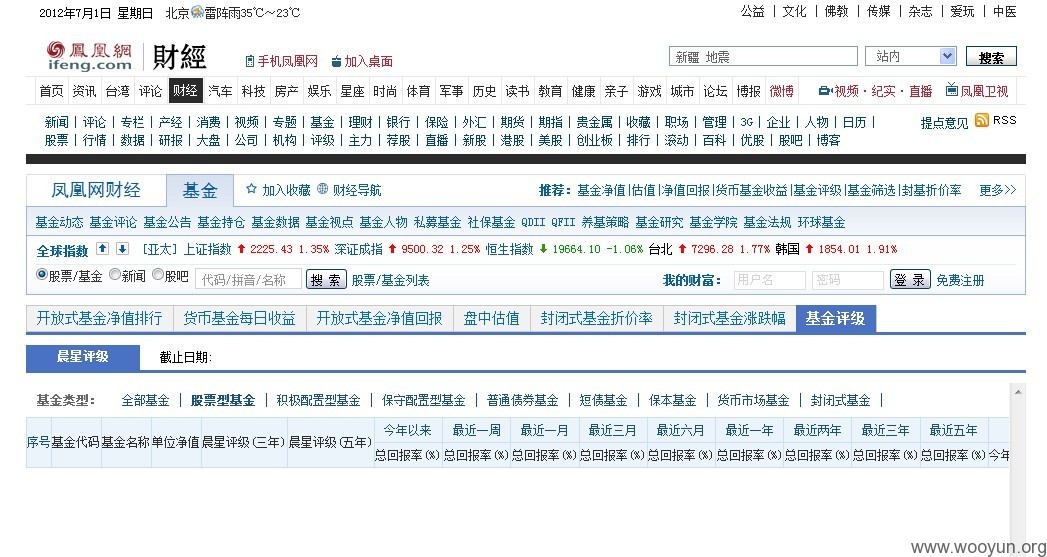 2012年7月1日 星期日 北京 雷阵雨35℃～23℃ 公益 | 文化 | 佛教 | 传媒 | 杂志 | 爱玩 | 中医
鳳凰網 財經
ifeng.com 手机凤凰网 加入桌面 新疆 地震 站内 搜索
首页 资讯 台湾 评论 财经 汽车 科技 房产 娱乐 星座 时尚 体育 军事 历史 读书 教育 健康 亲子 游戏 城市 论坛 博报 微博 视频·纪实·直播 凤凰卫视
新闻 | 评论 | 专栏 | 产经 | 消费 | 视频 | 专题 | 基金 | 理财 | 银行 | 保险 | 外汇 | 期货 | 期指 | 贵金属 | 收藏 | 职场 | 管理 | 3G | 企业 | 人物 | 日历 | 提点意见 RSS
股票 | 行情 | 数据 | 研报 | 大盘 | 公司 | 机构 | 评级 | 主力 | 荐股 | 直播 | 新股 | 港股 | 美股 | 创业板 | 排行 | 滚动 | 百科 | 优股 | 股吧 | 博客
凤凰网财经 基金 加入收藏 财经导航 推荐：基金净值|估值|净值回报|货币基金收益|基金评级|基金筛选|封基折价率 更多>>
基金动态 基金评论 基金公告 基金持仓 基金数据 基金视点 基金人物 私募基金 社保基金 QDII QFII 养基策略 基金研究 基金学院 基金法规 环球基金
全球指数 [亚太] 上证指数 2225.43 1.35% 深证成指 9500.32 1.25% 恒生指数 19664.10 -1.06% 台北 7296.28 1.77% 韩国 1854.01 1.91%
股票/基金 新闻 股吧 代码/拼音/名称 搜 索 股票/基金列表 我的财富： 用户名 密码 登 录 免费注册
开放式基金净值排行 货币基金每日收益 开放式基金净值回报 盘中估值 封闭式基金折价率 封闭式基金涨跌幅 基金评级
晨星评级 截止日期:
基金类型： 全部基金 | 股票型基金 | 积极配置型基金 | 保守配置型基金 | 普通债券基金 | 短债基金 | 保本基金 | 货币市场基金 | 封闭式基金 |
序号 基金代码 基金名称 单位净值 晨星评级(三年) 晨星评级(五年) 今年以来 最近一周 最近一月 最近三月 最近六月 最近一年 最近两年 最近三年 最近五年
总回报率(%) 总回报率(%) 总回报率(%) 总回报率(%) 总回报率(%) 总回报率(%) 总回报率(%) 总回报率(%) 总回报率(%) 今年
www.wooyun.org